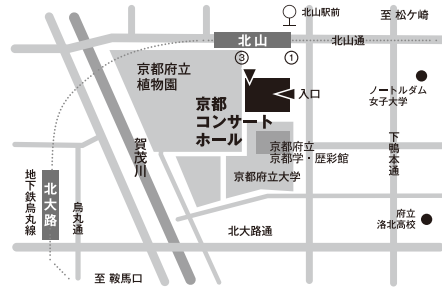 北山駅前
至 松ケ崎
北山
北山通
③
①
京都府立
植物園
入口
ノートルダム
女子大学
京都
コンサート
ホール
賀茂川
下鴨本通
京都府立
京都学・歴彩館
京都府立大学
地下鉄烏丸線
北大路
烏丸通
府立
洛北高校
北大路通
至 鞍馬口